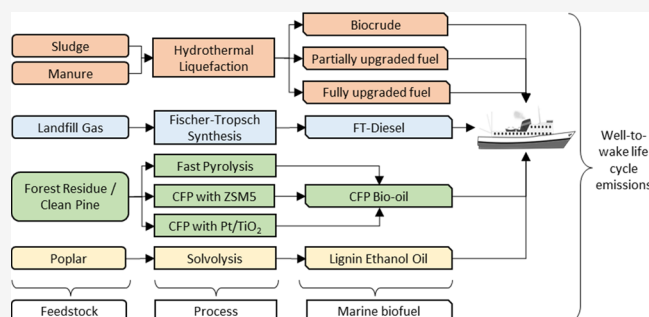 Sludge
Manure
Hydrothermal
Liquefaction
Biocrude
Partially upgraded fuel
Fully upgraded fuel
Landfill Gas
Fischer-Tropsch
Synthesis
FT-Diesel
Forest Residue /
Clean Pine
Fast Pyrolysis
CFP with ZSM5
CFP with Pt/TiO₂
CFP Bio-oil
Poplar
Solvolysis
Lignin Ethanol Oil
Well-to-
wake life
cycle
emissions
Feedstock
Process
Marine biofuel